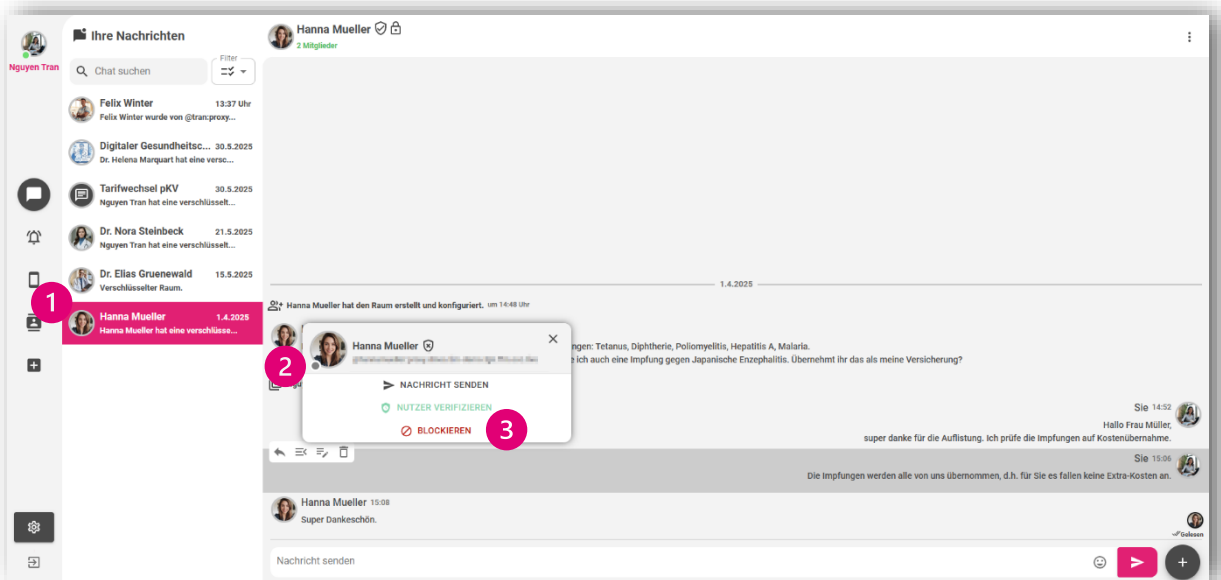 Nguyen Tran
Ihre Nachrichten
Chat suchen
Filter
Felix Winter 13:37 Uhr
Felix Winter wurde von @tran:proxy...
Digitaler Gesundheitsc... 30.5.2025
Dr. Helena Marquart hat eine versc...
Tarifwechsel pKV 30.5.2025
Nguyen Tran hat eine verschlüsselt...
Dr. Nora Steinbeck 21.5.2025
Nguyen Tran hat eine verschlüsselt...
Dr. Elias Gruenewald 15.5.2025
Verschlüsselter Raum.
1
Hanna Mueller 1.4.2025
Hanna Mueller hat eine verschlüsse...
Hanna Mueller
2 Mitglieder
1.4.2025
Hanna Mueller hat den Raum erstellt und konfiguriert. um 14:48 Uhr
ngen: Tetanus, Diphtherie, Poliomyelitis, Hepatitis A, Malaria.
ich auch eine Impfung gegen Japanische Enzephalitis. Übernehmt ihr das als meine Versicherung?
2
Hanna Mueller
NACHRICHT SENDEN
NUTZER VERIFIZIEREN
BLOCKIEREN
3
Sie 14:52
Hallo Frau Müller,
super danke für die Auflistung. Ich prüfe die Impfungen auf Kostenübernahme.
Sie 15:06
Die Impfungen werden alle von uns übernommen, d.h. für Sie es fallen keine Extra-Kosten an.
Hanna Mueller 15:08
Super Dankeschön.
Gelesen
Nachricht senden